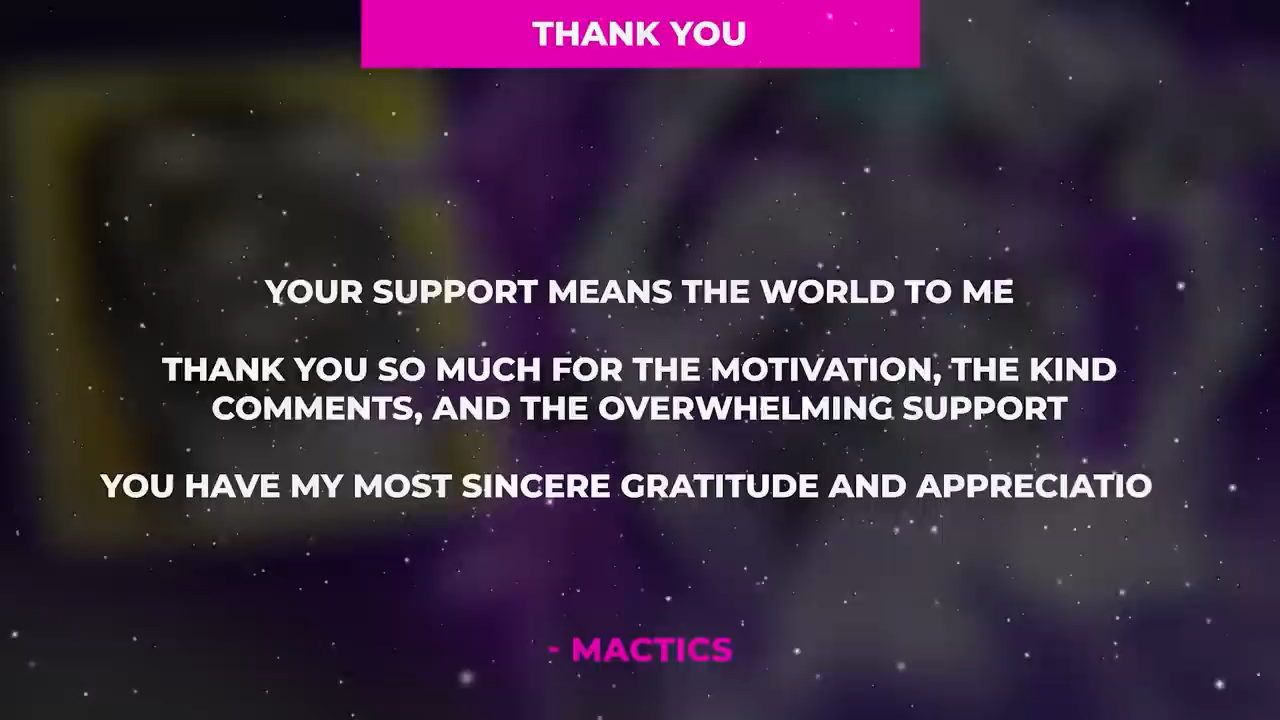 THANK YOU
YOUR SUPPORT MEANS THE WORLD TO ME
THANK YOU SO MUCH FOR THE MOTIVATION, THE KIND
COMMENTS, AND THE OVERWHELMING SUPPORT
YOU HAVE MY MOST SINCERE GRATITUDE AND APPRECIATIO
- MACTICS